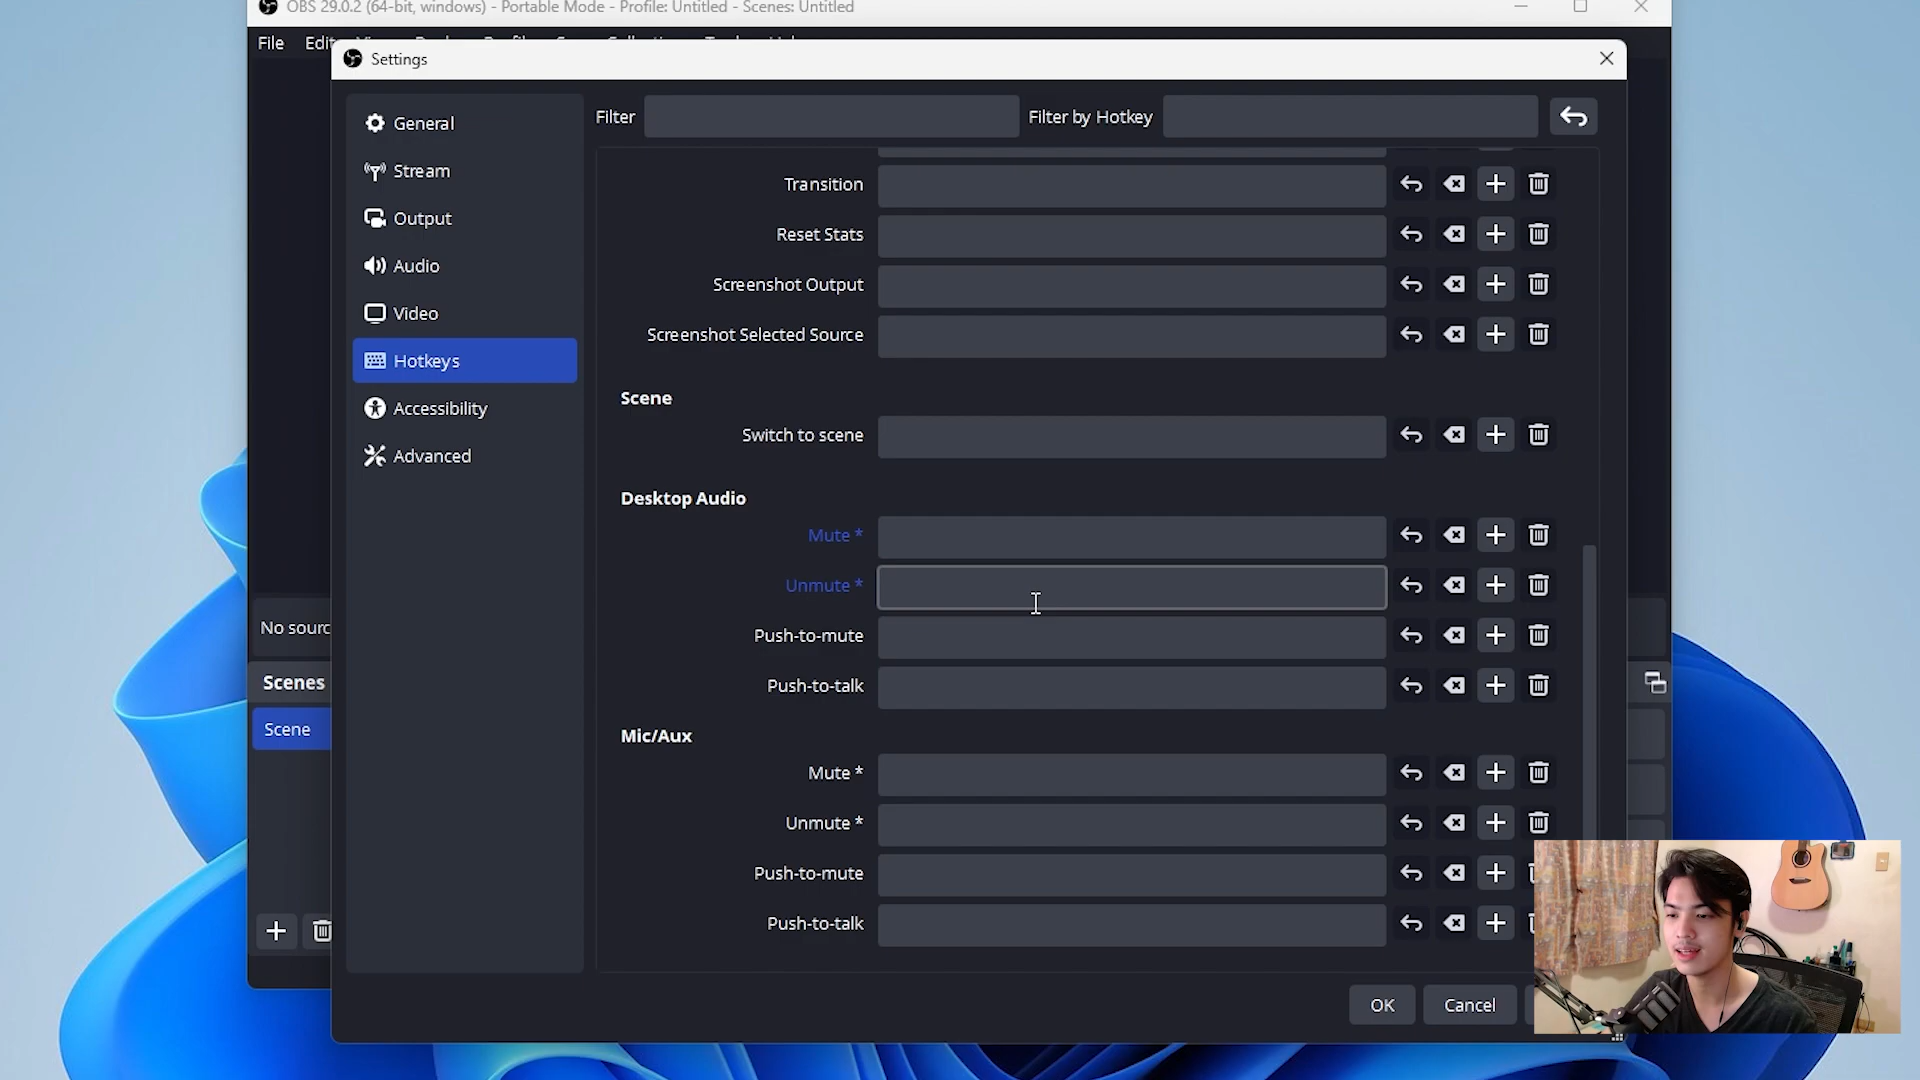 OBS 29.0.2 (64-bit, windows) - Portable Mode - Profile: Untitled - Scenes: Untitled
File Edit
Settings
General
Stream
Output
Audio
Video
Hotkeys
Accessibility
Advanced
Filter
Filter by Hotkey
Transition
Reset Stats
Screenshot Output
Screenshot Selected Source
Scene
Switch to scene
Desktop Audio
Mute *
Unmute *
Push-to-mute
Push-to-talk
Mic/Aux
Mute *
Unmute *
Push-to-mute
Push-to-talk
No sourc
Scenes
Scene
OK
Cancel